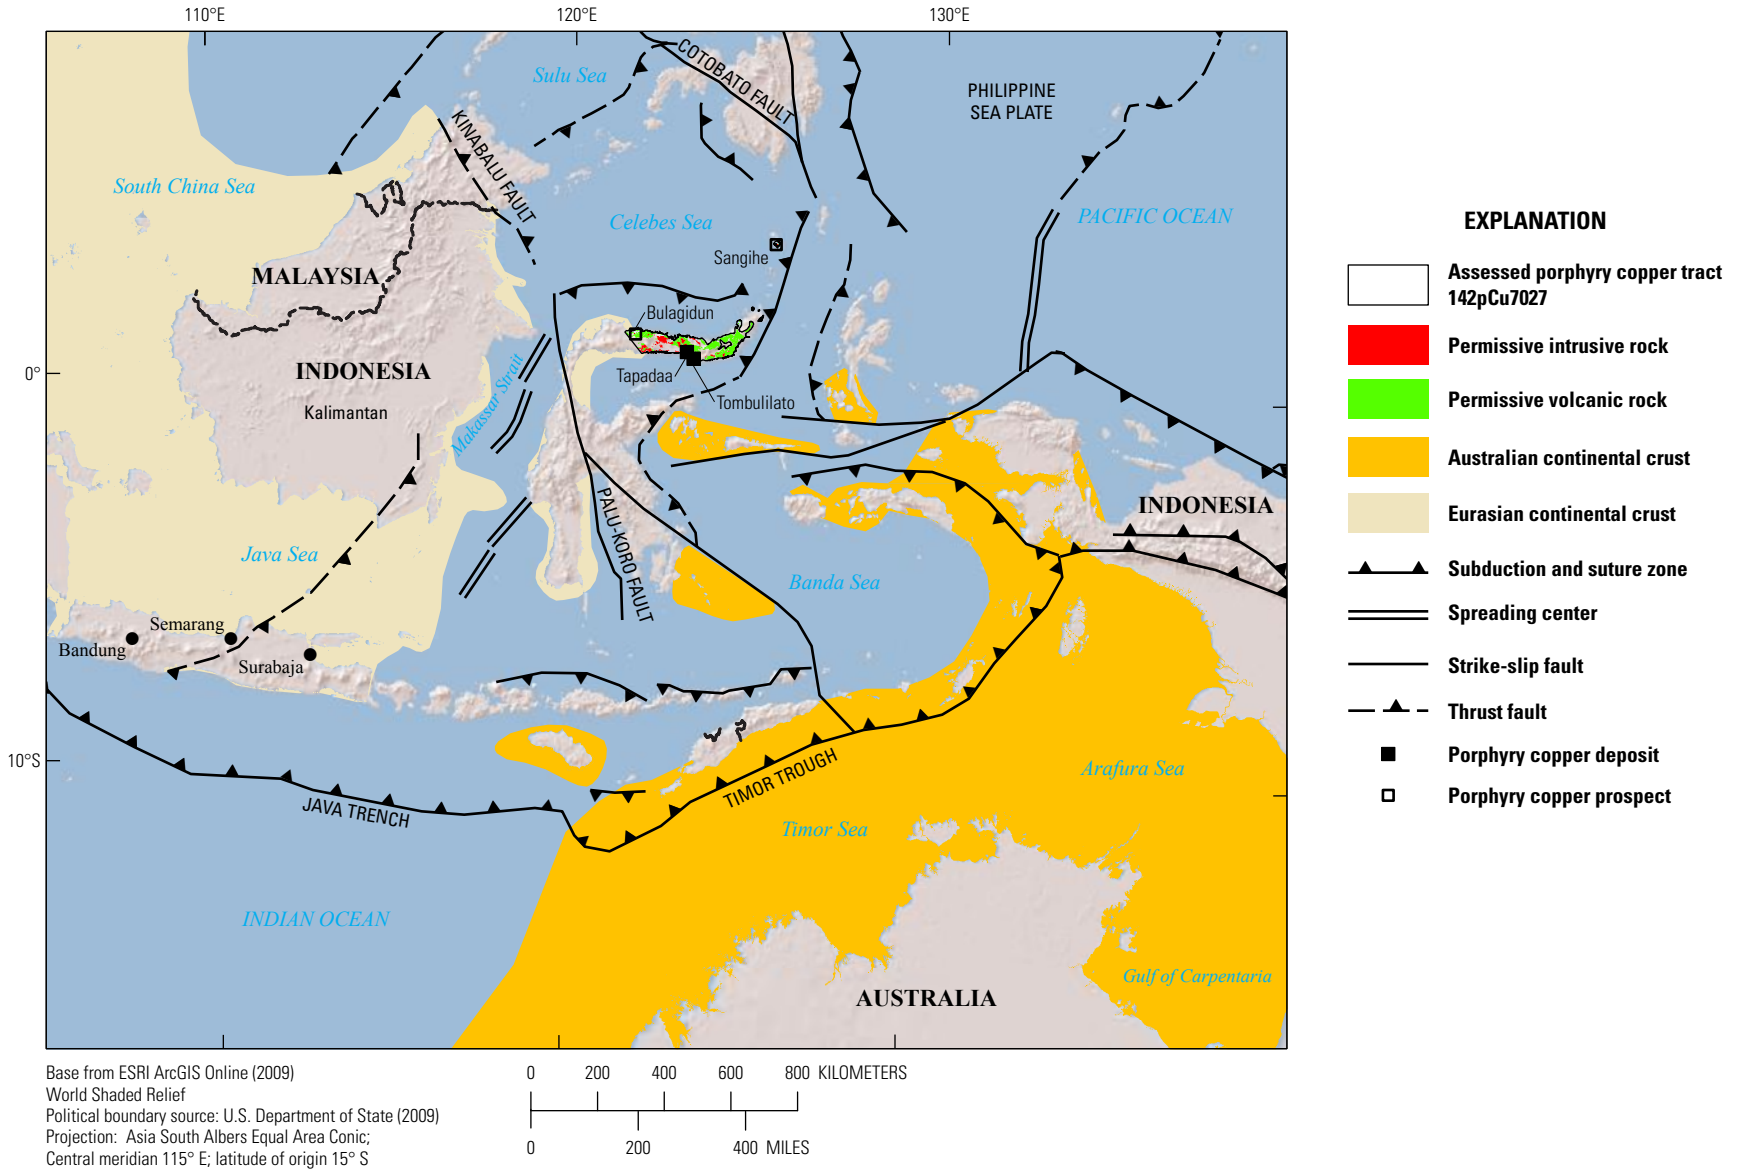 110°E
120°E
130°E
0°
10°S
Sulu Sea
COTOBATO FAULT
PHILIPPINE
SEA PLATE
KINABALU FAULT
South China Sea
Celebes Sea
PACIFIC OCEAN
Sangihe
MALAYSIA
Bulagidun
INDONESIA
Kalimantan
Makassar Strait
Tapadaa
Tombulilato
INDONESIA
PALU-KORO FAULT
Java Sea
Banda Sea
Semarang
Bandung
Surabaja
JAVA TRENCH
TIMOR TROUGH
Arafura Sea
Timor Sea
INDIAN OCEAN
Gulf of Carpentaria
AUSTRALIA
EXPLANATION
Assessed porphyry copper tract
142pCu7027
Permissive intrusive rock
Permissive volcanic rock
Australian continental crust
Eurasian continental crust
Subduction and suture zone
Spreading center
Strike-slip fault
Thrust fault
Porphyry copper deposit
Porphyry copper prospect
Base from ESRI ArcGIS Online (2009)
World Shaded Relief
Political boundary source: U.S. Department of State (2009)
Projection: Asia South Albers Equal Area Conic;
Central meridian 115° E; latitude of origin 15° S
0 200 400 600 800 KILOMETERS
0 200 400 MILES